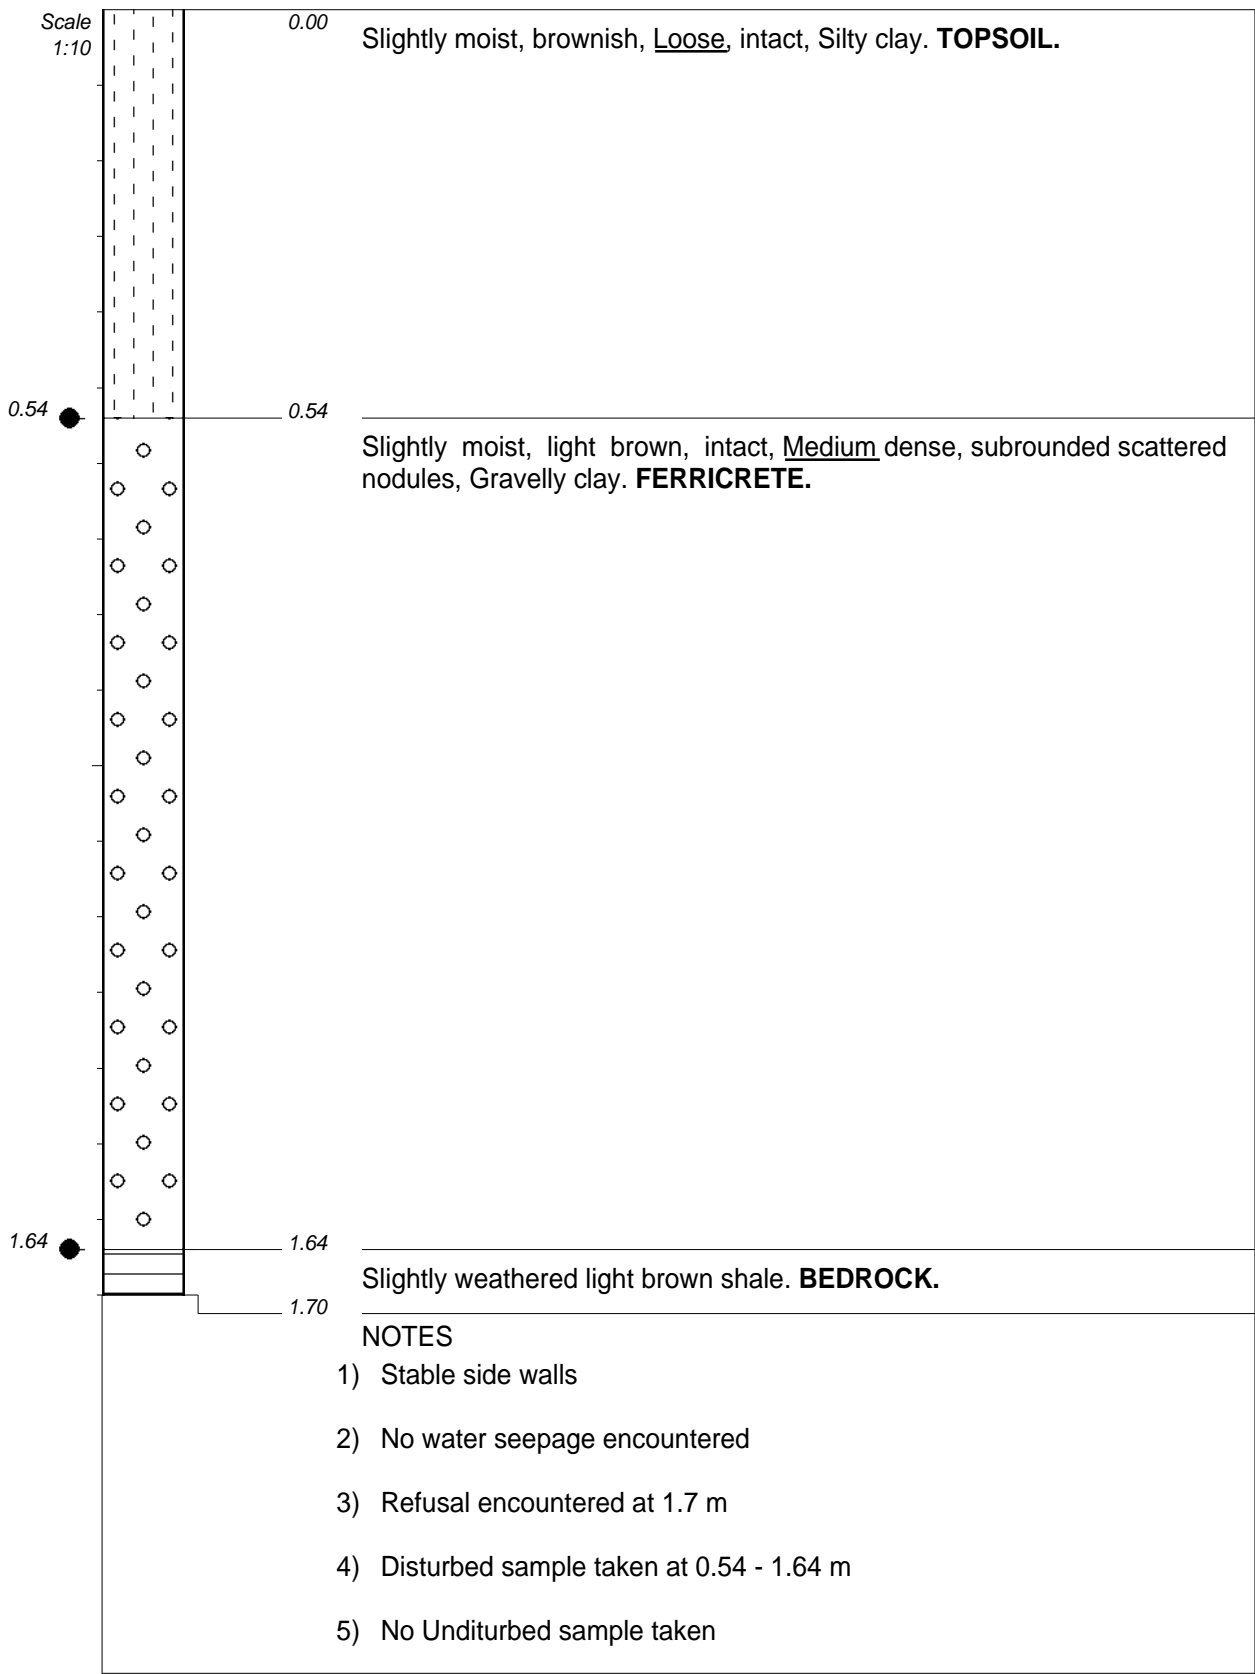 Scale
1:10
0.00
Slightly moist, brownish, Loose, intact, Silty clay. TOPSOIL.
0.54
0.54
Slightly moist, light brown, intact, Medium dense, subrounded scattered
nodules, Gravelly clay. FERRICRETE.
1.64
1.64
Slightly weathered light brown shale. BEDROCK.
1.70
NOTES
1) Stable side walls
2) No water seepage encountered
3) Refusal encountered at 1.7 m
4) Disturbed sample taken at 0.54 - 1.64 m
5) No Unditurbed sample taken